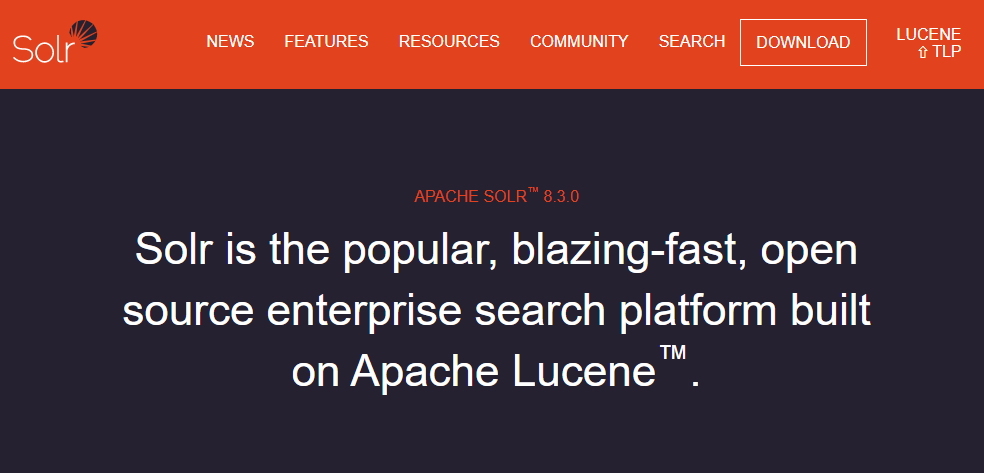 Solr
NEWS FEATURES RESOURCES COMMUNITY SEARCH DOWNLOAD LUCENE
⇧ TLP
APACHE SOLR™ 8.3.0
Solr is the popular, blazing-fast, open
source enterprise search platform built
on Apache Lucene™.